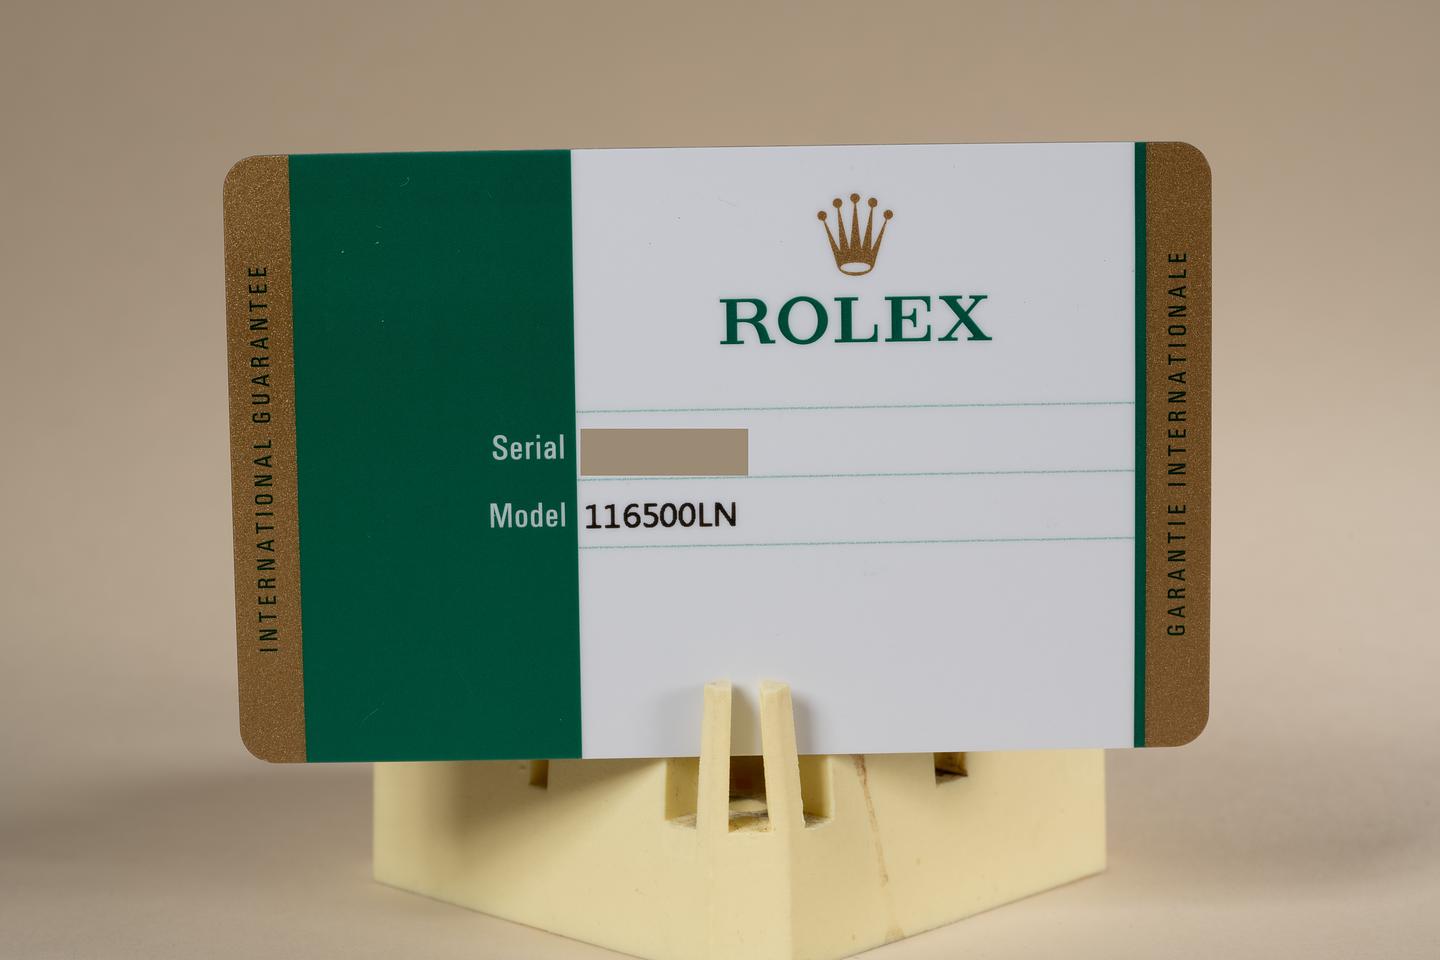 INTERNATIONAL GUARANTEE
ROLEX
Serial
Model 116500LN
GARANTIE INTERNATIONALE